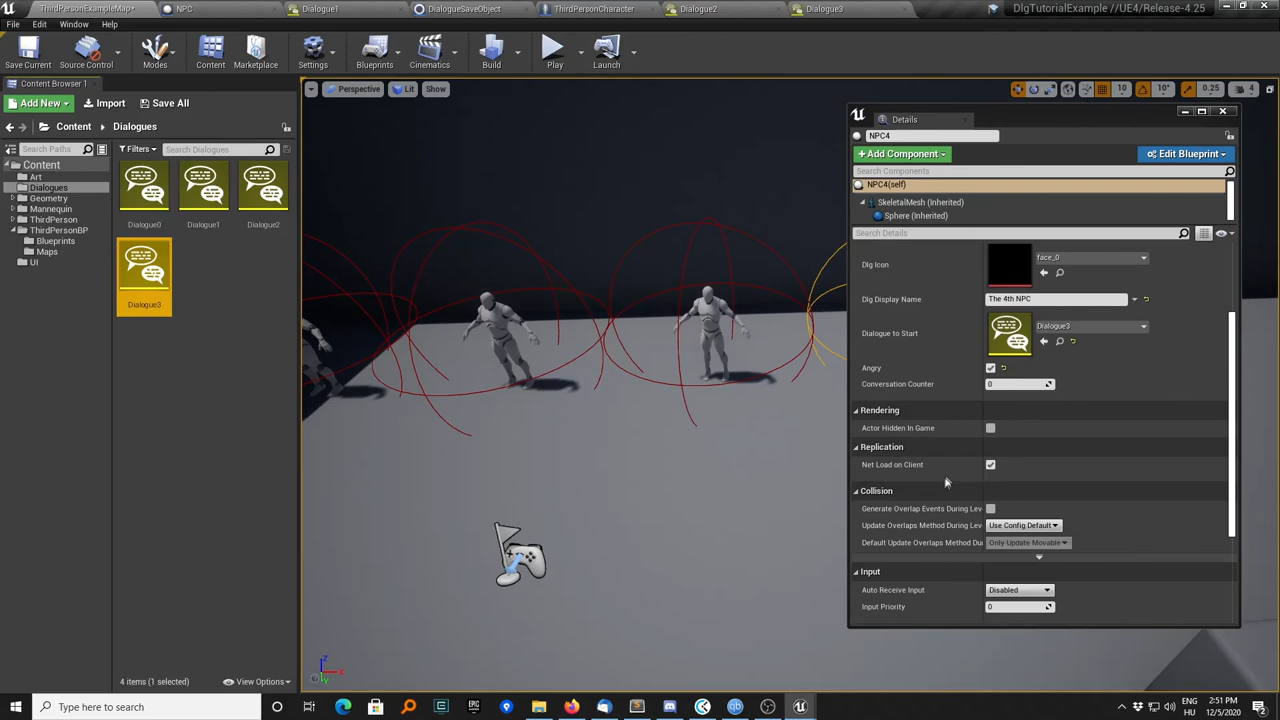 ThirdPersonExampleMap*
NPC
Dialogue1
DialogueSaveObject
ThirdPersonCharacter
Dialogue2
Dialogue3
DlgTutorialExample //UE4/Release-4.25
File Edit Window Help
Save Current
Source Control
Modes
Content
Marketplace
Settings
Blueprints
Cinematics
Build
Play
Launch
Content Browser 1
Add New
Import
Save All
Content
Dialogues
Search Paths
Filters
Search Dialogues
Content
Art
Dialogues
Geometry
Mannequin
ThirdPerson
ThirdPersonBP
Blueprints
Maps
UI
Dialogue0
Dialogue1
Dialogue2
Dialogue3
4 items (1 selected)
View Options
Perspective
Lit
Show
10
10°
0.25
4
Details
NPC4
+Add Component
Edit Blueprint
Search Components
NPC4(self)
SkeletalMesh (Inherited)
Sphere (Inherited)
Search Details
Dlg Icon
face_0
Dlg Display Name
The 4th NPC
Dialogue to Start
Dialogue3
Angry
Conversation Counter
0
Rendering
Actor Hidden In Game
Replication
Net Load on Client
Collision
Generate Overlap Events During Leve
Update Overlaps Method During Leve
Use Config Default
Default Update Overlaps Method Dur
Only Update Movable
Input
Auto Receive Input
Disabled
Input Priority
0
Z
X
Y
Type here to search
ENG
HU
2:51 PM
12/5/2020